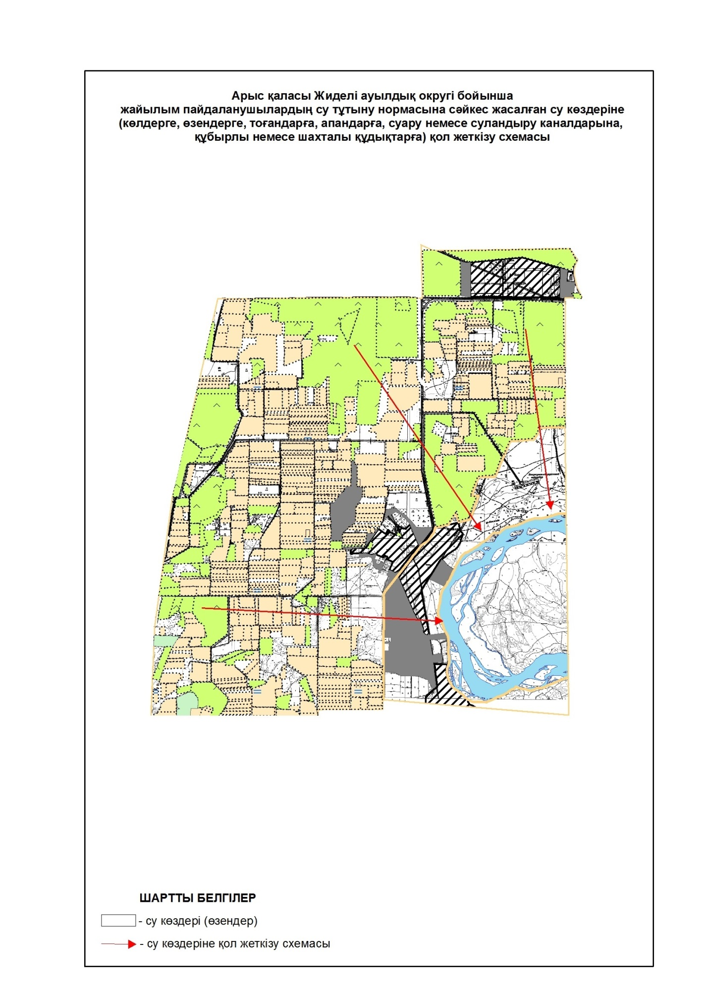 Арыс қаласы Жиделі ауылдық округі бойынша
жайылым пайдаланушылардың су тұтыну нормасына сәйкес жасалған су көздеріне
(көлдерге, өзендерге, тоғандарға, апандарға, суару немесе суландыру каналдарына,
құбырлы немесе шахталы құдықтарға) қол жеткізу схемасы
ШАРТТЫ БЕЛГІЛЕР
- су көздері (өзендер)
- су көздеріне қол жеткізу схемасы